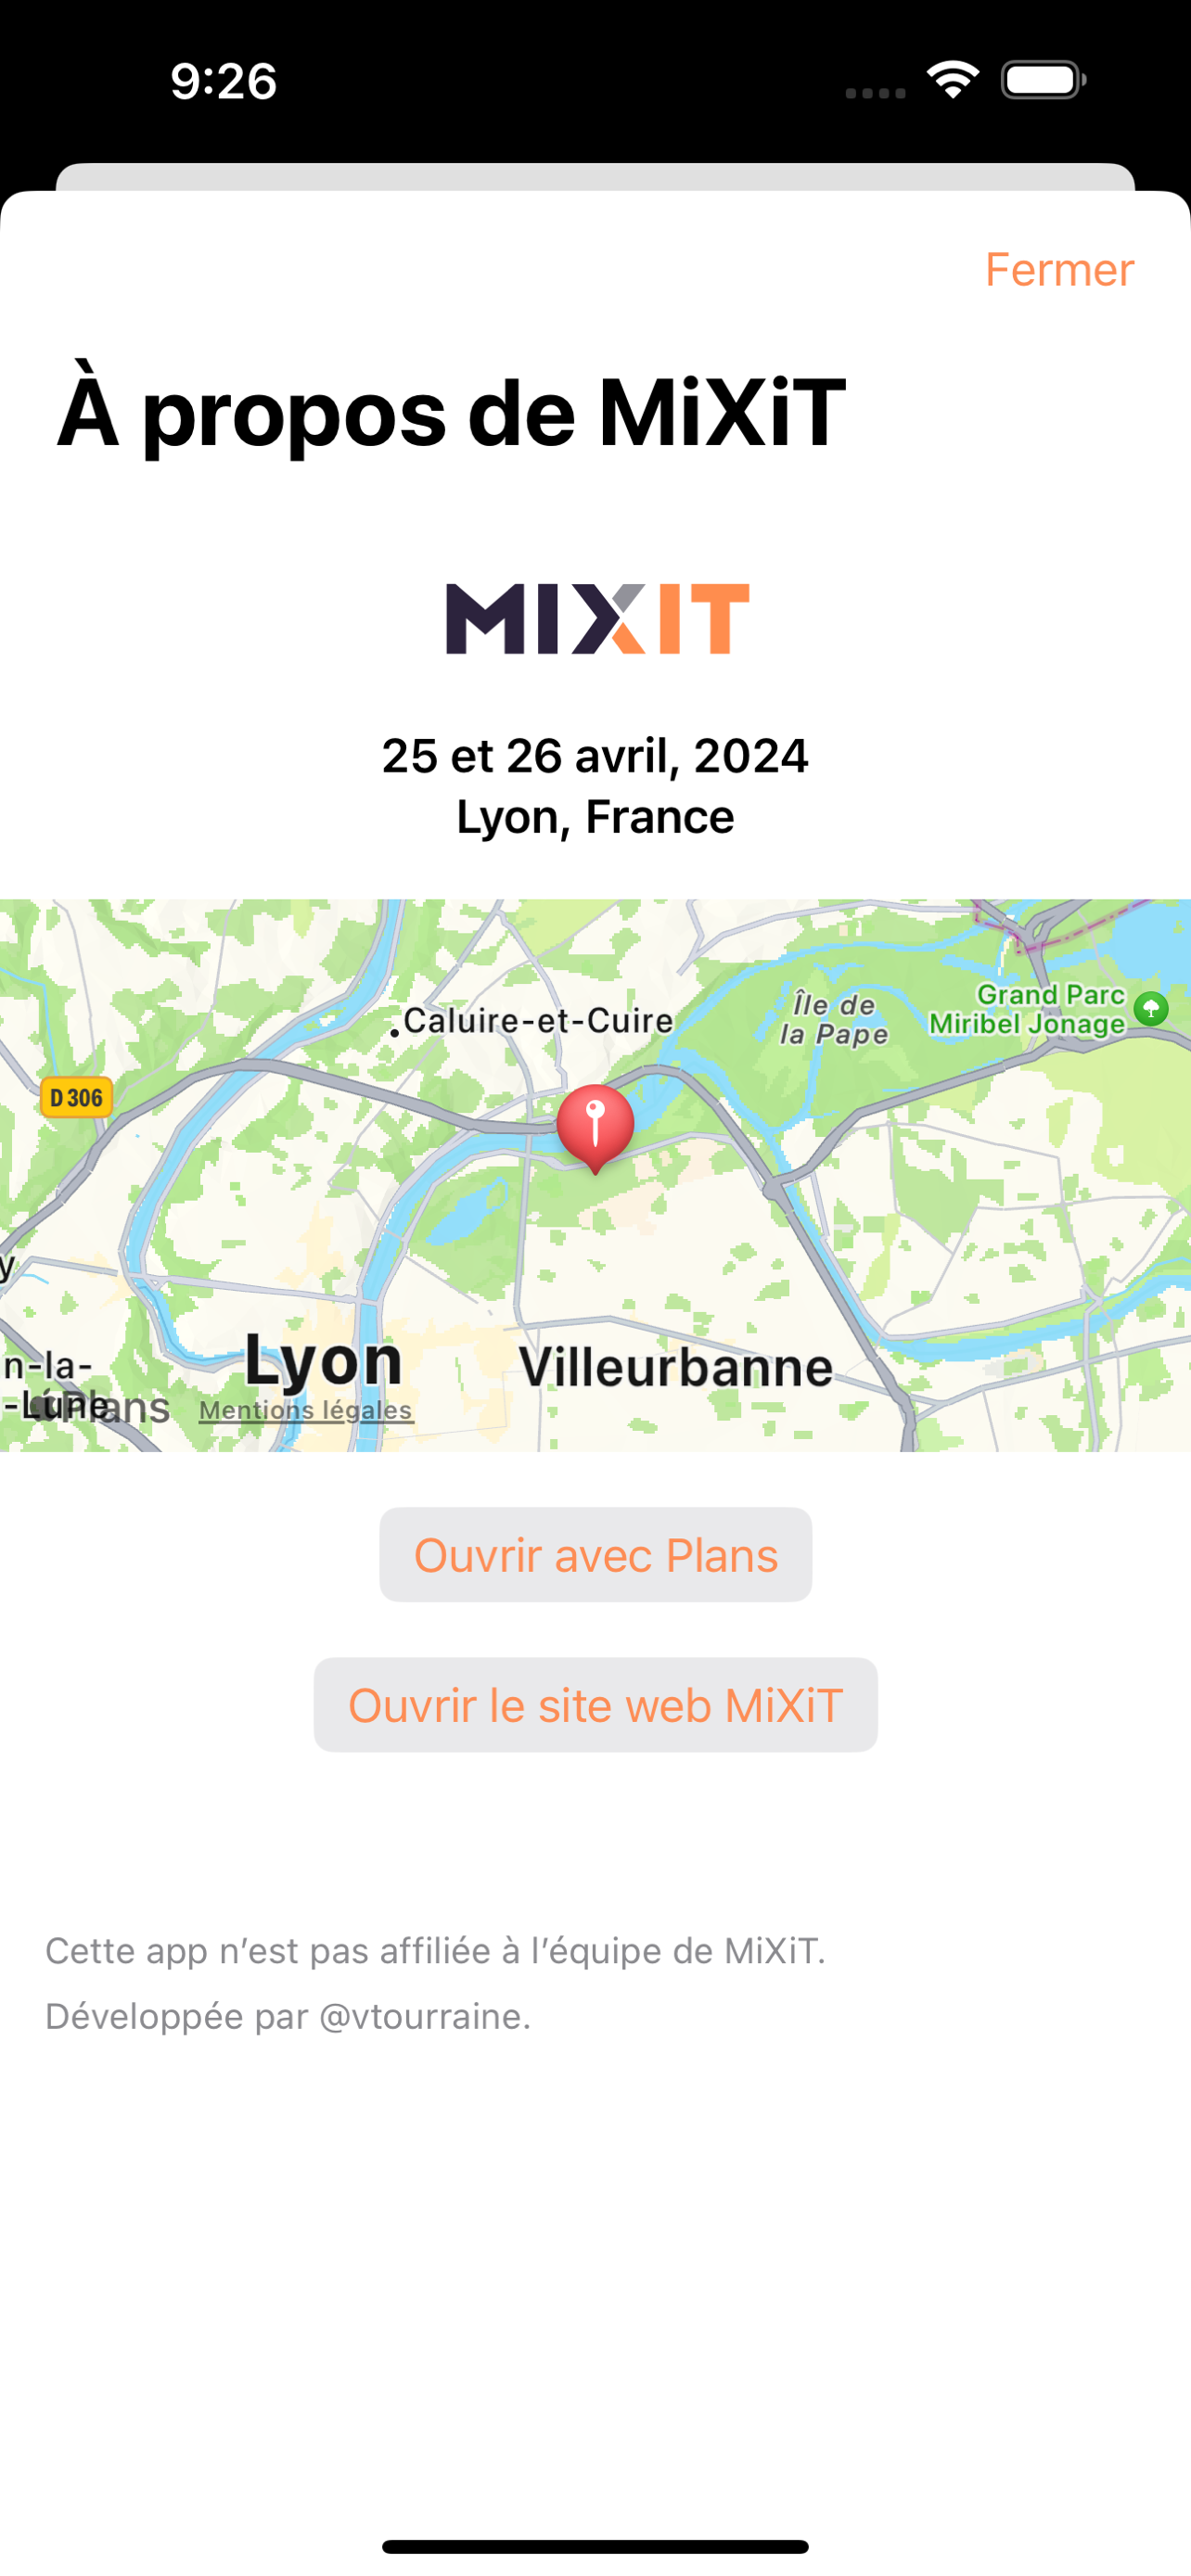 9:26
Fermer
À propos de MiXiT
MIXIT
25 et 26 avril, 2024
Lyon, France
Caluire-et-Cuire
Île de
la Pape
Grand Parc
Miribel Jonage
D 306
y
Lyon
Villeurbanne
n-la-
-Lune
Plans
Mentions légales
Ouvrir avec Plans
Ouvrir le site web MiXiT
Cette app n’est pas affiliée à l’équipe de MiXiT.
Développée par @vtourraine.